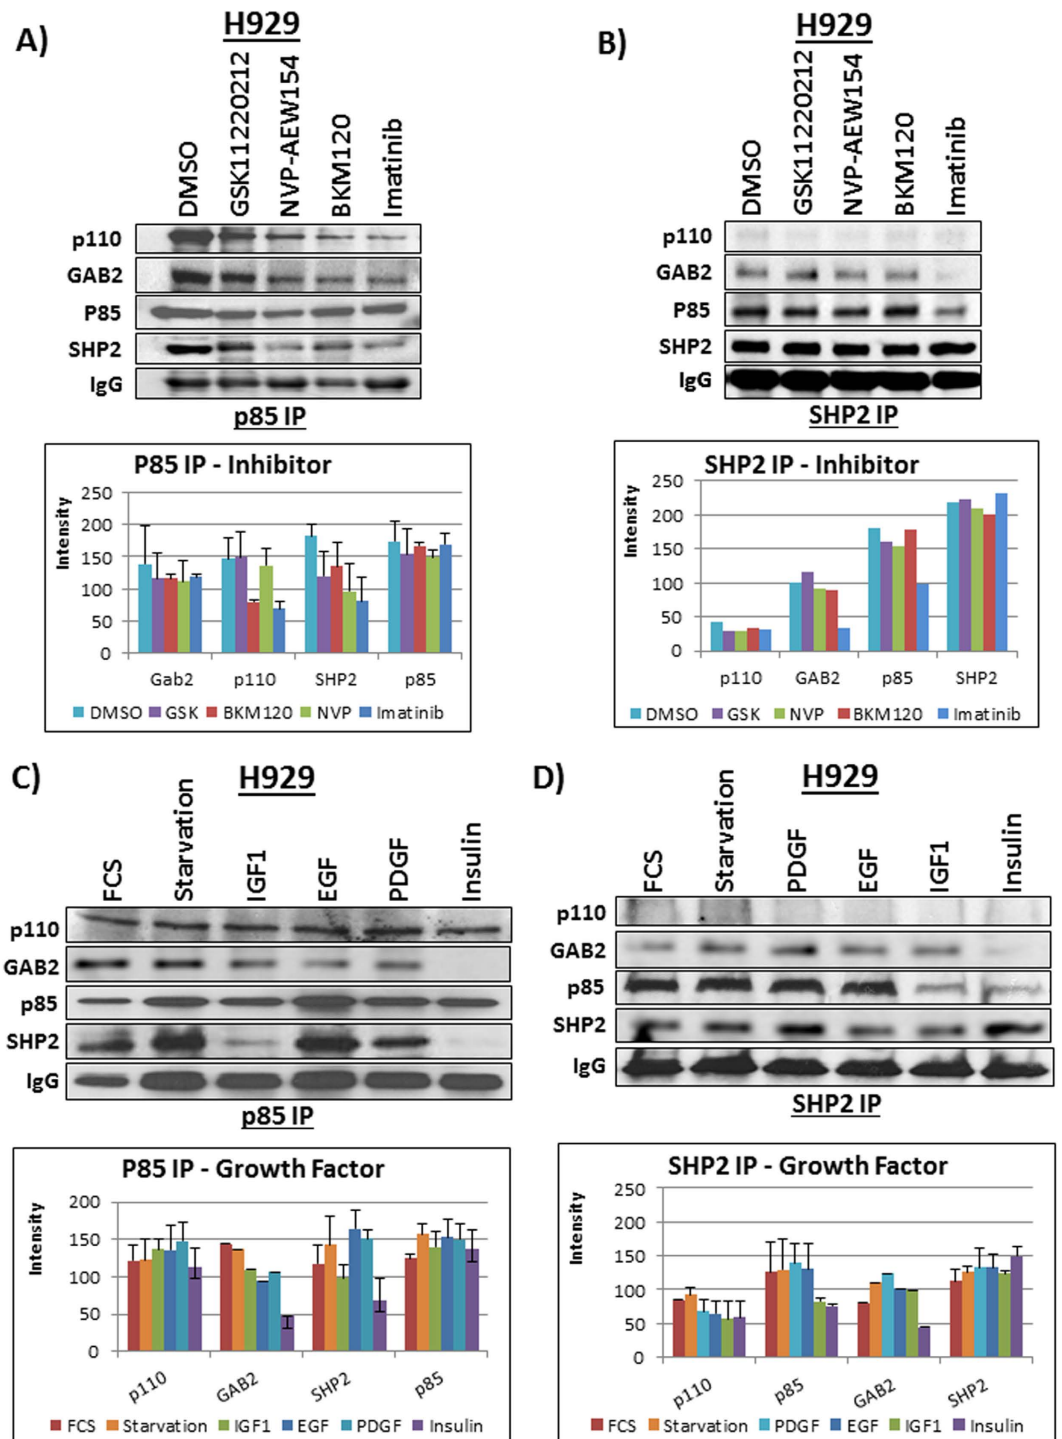 A)
H929
DMSO
GSK11220212
NVP-AEW154
BKM120
Imatinib
p110
GAB2
P85
SHP2
IgG
p85 IP
P85 IP - Inhibitor
Intensity
250
200
150
100
50
0
Gab2 p110 SHP2 p85
DMSO GSK BKM120 NVP Imatinib
B)
H929
DMSO
GSK11220212
NVP-AEW154
BKM120
Imatinib
p110
GAB2
P85
SHP2
IgG
SHP2 IP
SHP2 IP - Inhibitor
Intensity
250
200
150
100
50
0
p110 GAB2 p85 SHP2
DMSO GSK NVP BKM120 Imatinib
C)
H929
FCS
Starvation
IGF1
EGF
PDGF
Insulin
p110
GAB2
p85
SHP2
IgG
p85 IP
P85 IP - Growth Factor
Intensity
200
150
100
50
0
p110 GAB2 SHP2 p85
FCS Starvation IGF1 EGF PDGF Insulin
D)
H929
FCS
Starvation
PDGF
EGF
IGF1
Insulin
p110
GAB2
p85
SHP2
IgG
SHP2 IP
SHP2 IP - Growth Factor
Intensity
250
200
150
100
50
0
p110 p85 GAB2 SHP2
FCS Starvation PDGF EGF IGF1 Insulin